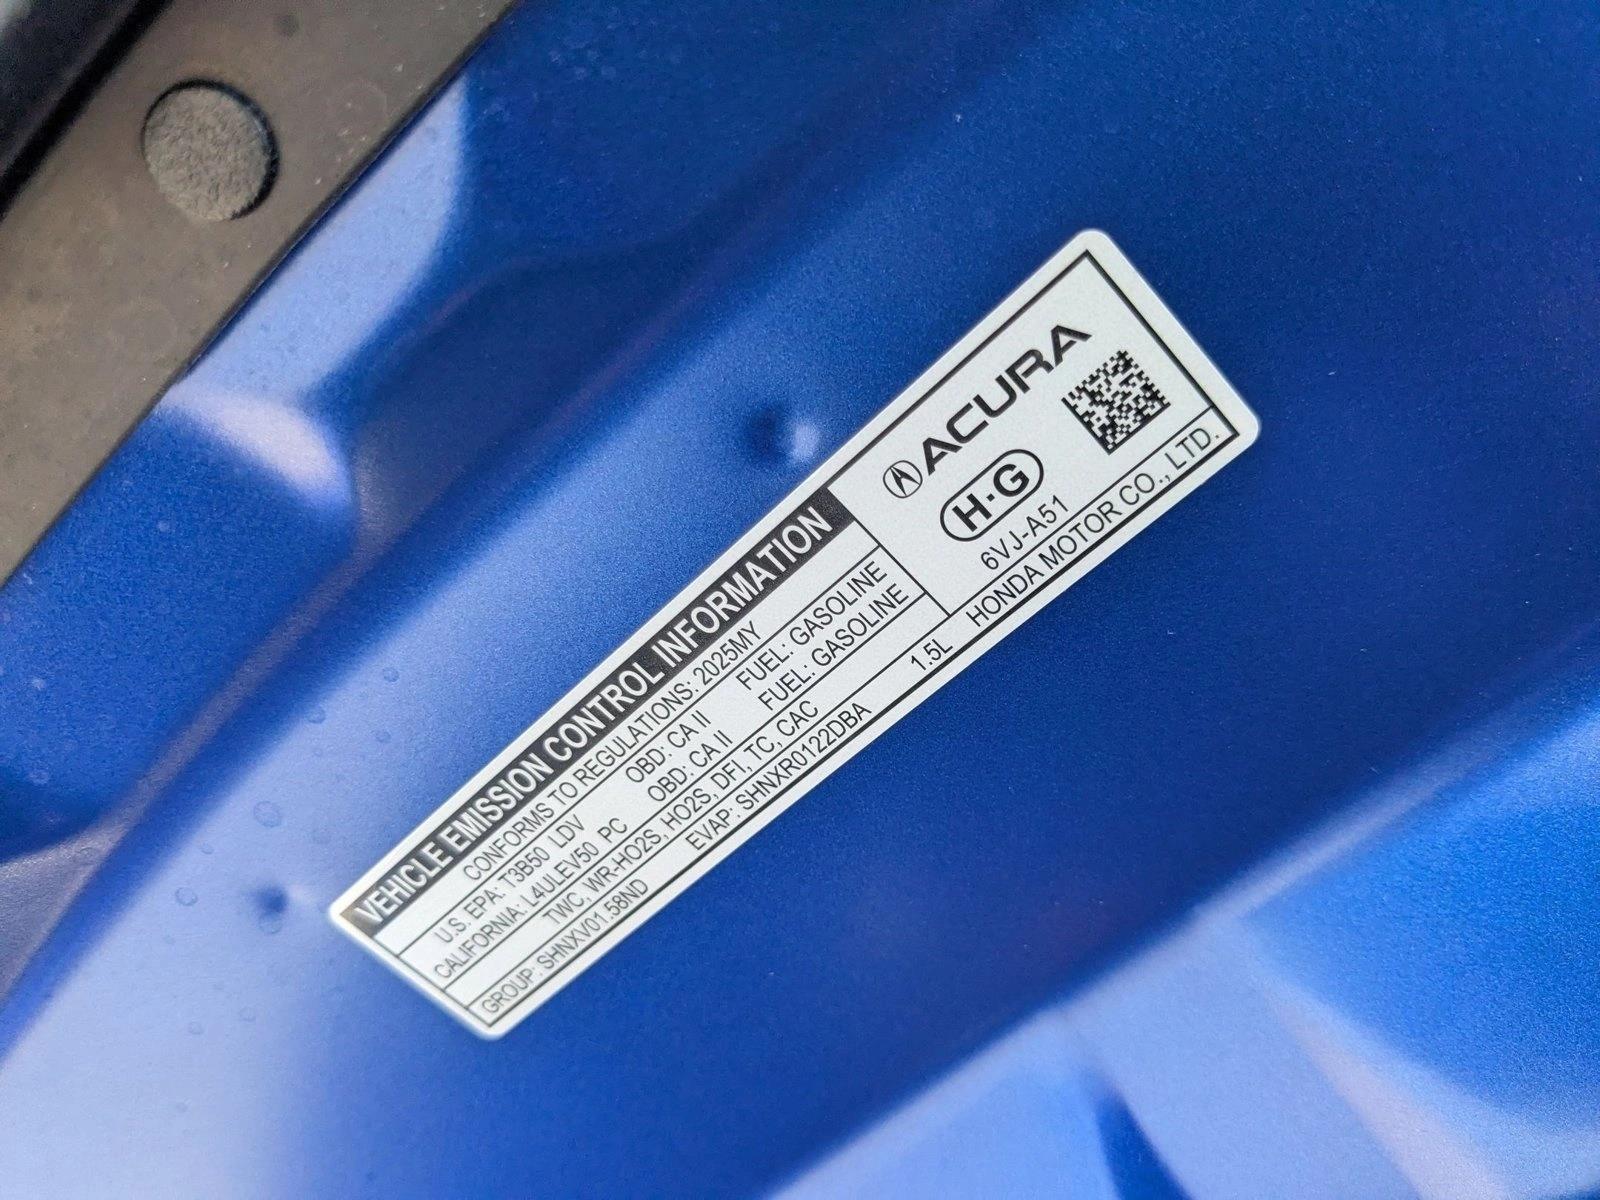 VEHICLE EMISSION CONTROL INFORMATION
CONFORMS TO REGULATIONS: 2025MY
U.S. EPA: T3B50 LDV OBD: CA II FUEL: GASOLINE
CALIFORNIA: L4ULEV50 PC OBD: CA II FUEL: GASOLINE
TWC, WR-HO2S, HO2S, DFI, TC, CAC
GROUP: SHNXV01.58ND EVAP: SHNXR0122DBA 1.5L HONDA MOTOR CO., LTD.
ACURA
H·G
6VJ-A51